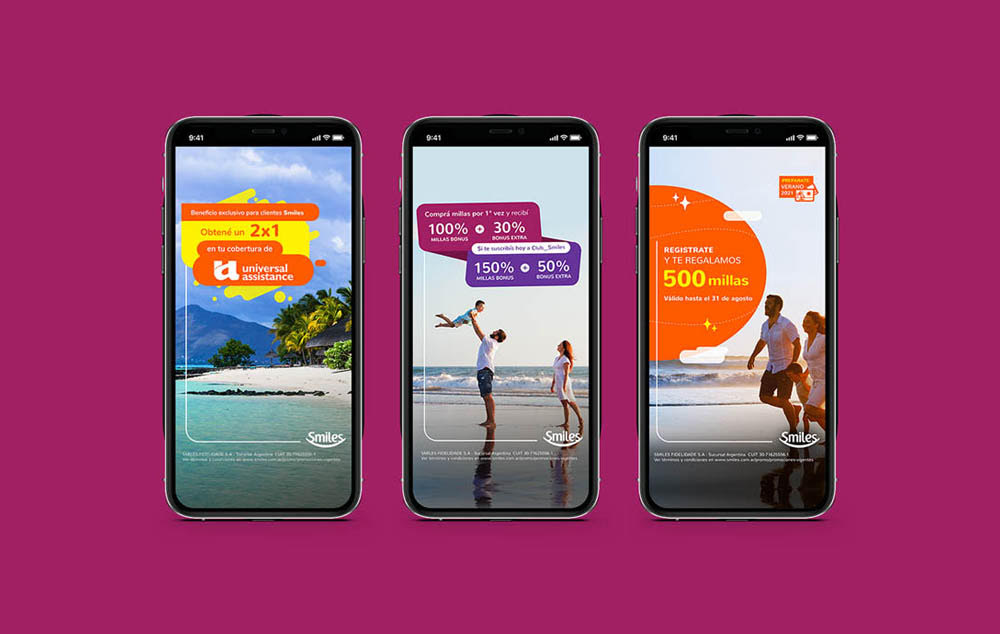 9:41
Beneficio exclusivo para clientes Smiles
Obtené un 2x1
en tu cobertura de
ua universal
assistance
Smiles
SMILES FIDELIDADE S.A - Sucursal Argentina CUIT 30-71625556-1
Ver términos y condiciones en www.smiles.com.ar/promo/promociones-vigentes
9:41
Comprá millas por 1° vez y recibí
100% + 30%
MILLAS BONUS BONUS EXTRA
Si te suscribís hoy a Club_Smiles
150% + 50%
MILLAS BONUS BONUS EXTRA
Smiles
SMILES FIDELIDADE S.A - Sucursal Argentina CUIT 30-71625556-1
Ver términos y condiciones en www.smiles.com.ar/promo/promociones-vigentes
9:41
PREPARATE
VERANO
2021
REGISTRATE
Y TE REGALAMOS
500 millas
Válido hasta el 31 de agosto
Smiles
SMILES FIDELIDADE S.A - Sucursal Argentina CUIT 30-71625556-1
Ver términos y condiciones en www.smiles.com.ar/promo/promociones-vigentes